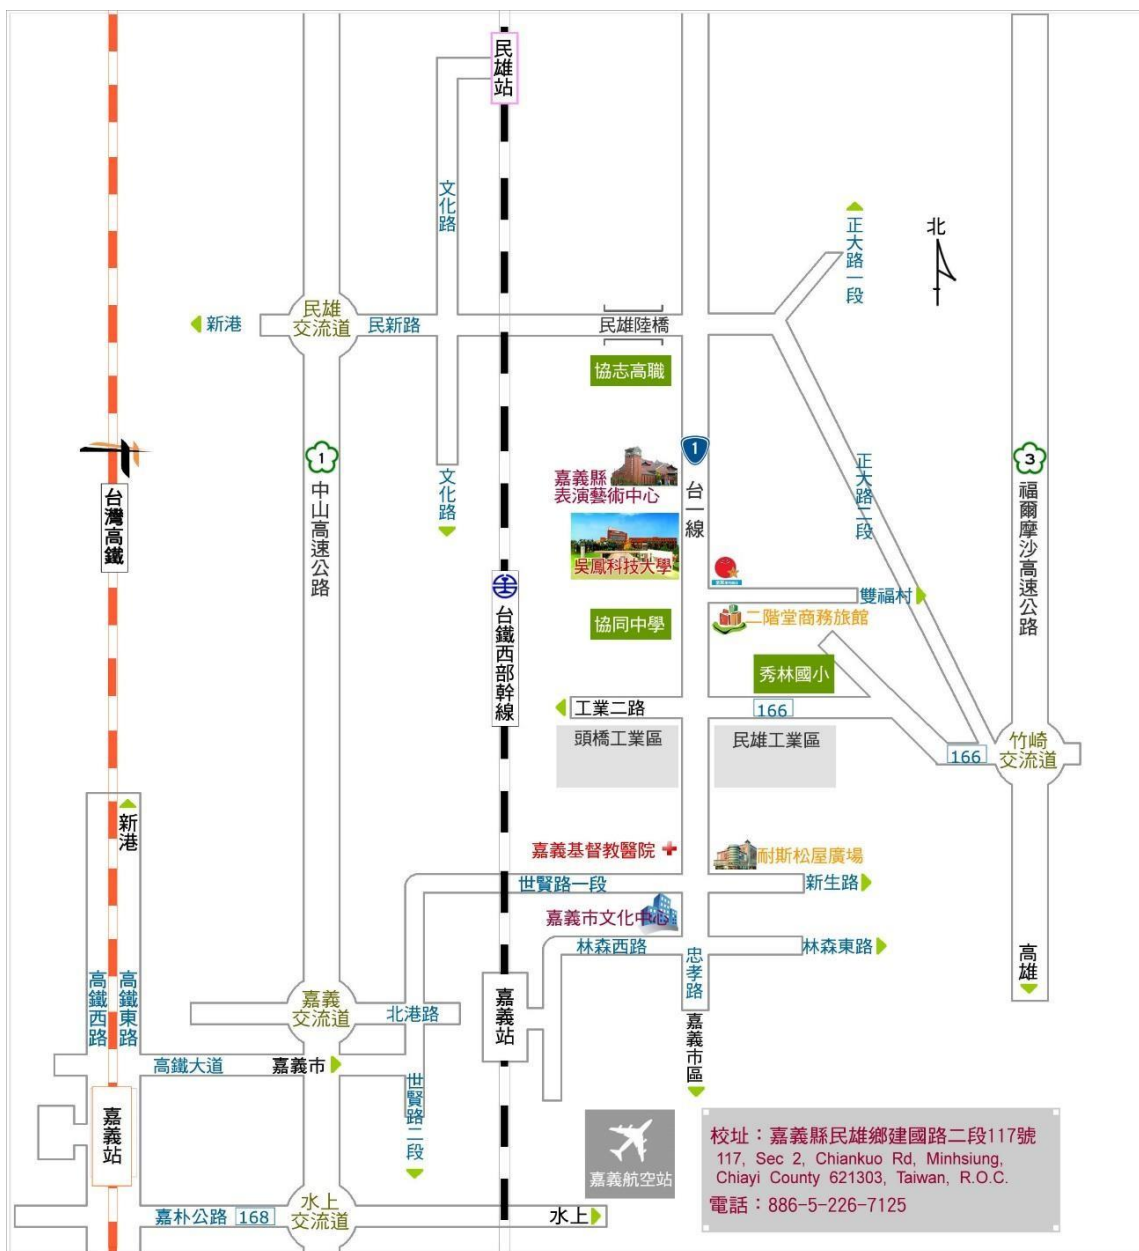 民雄站
文化路
正大路一段
北
新港
民雄
交流道
民新路
民雄陸橋
協志高職
1
中山高速公路
台灣高鐵
文化路
嘉義縣
表演藝術中心
吳鳳科技大學
1
台一線
正大路二段
3
福爾摩沙高速公路
台鐵西部幹線
協同中學
雙福村
二階堂商務旅館
秀林國小
工業二路
166
頭橋工業區
民雄工業區
166
竹崎
交流道
新港
嘉義基督教醫院
耐斯松屋廣場
世賢路一段
新生路
嘉義市文化中心
林森西路
林森東路
忠孝路
高雄
高鐵西路
高鐵東路
嘉義
交流道
北港路
嘉義站
嘉義市區
高鐵大道
嘉義市
世賢路二段
嘉義站
嘉義航空站
校址：嘉義縣民雄鄉建國路二段117號
117, Sec 2, Chiankuo Rd, Minhsiung,
Chiayi County 621303, Taiwan, R.O.C.
電話：886-5-226-7125
嘉朴公路 168
水上
交流道
水上